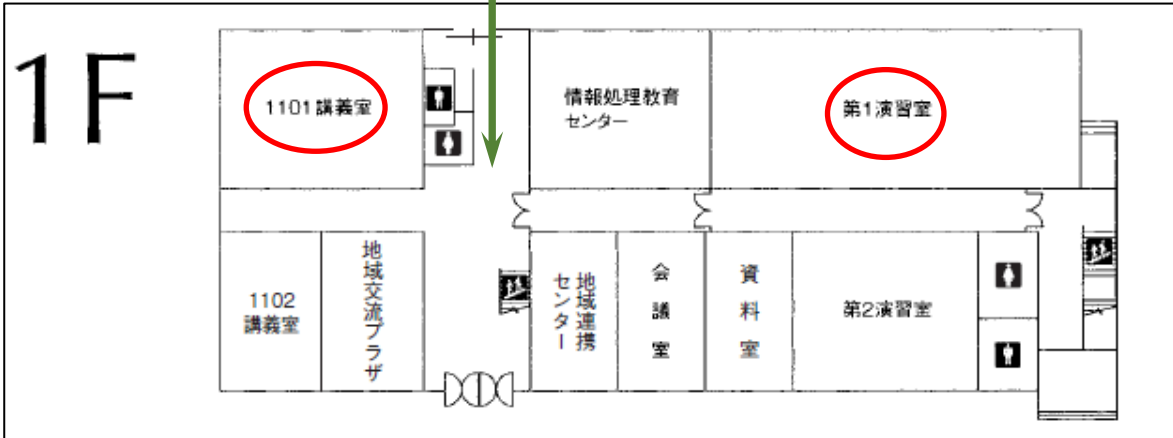 1F
1101講義室
情報処理教育
センター
第1演習室
1102
講義室
地域交流プラザ
地域連携
センター
会議室
資料室
第2演習室